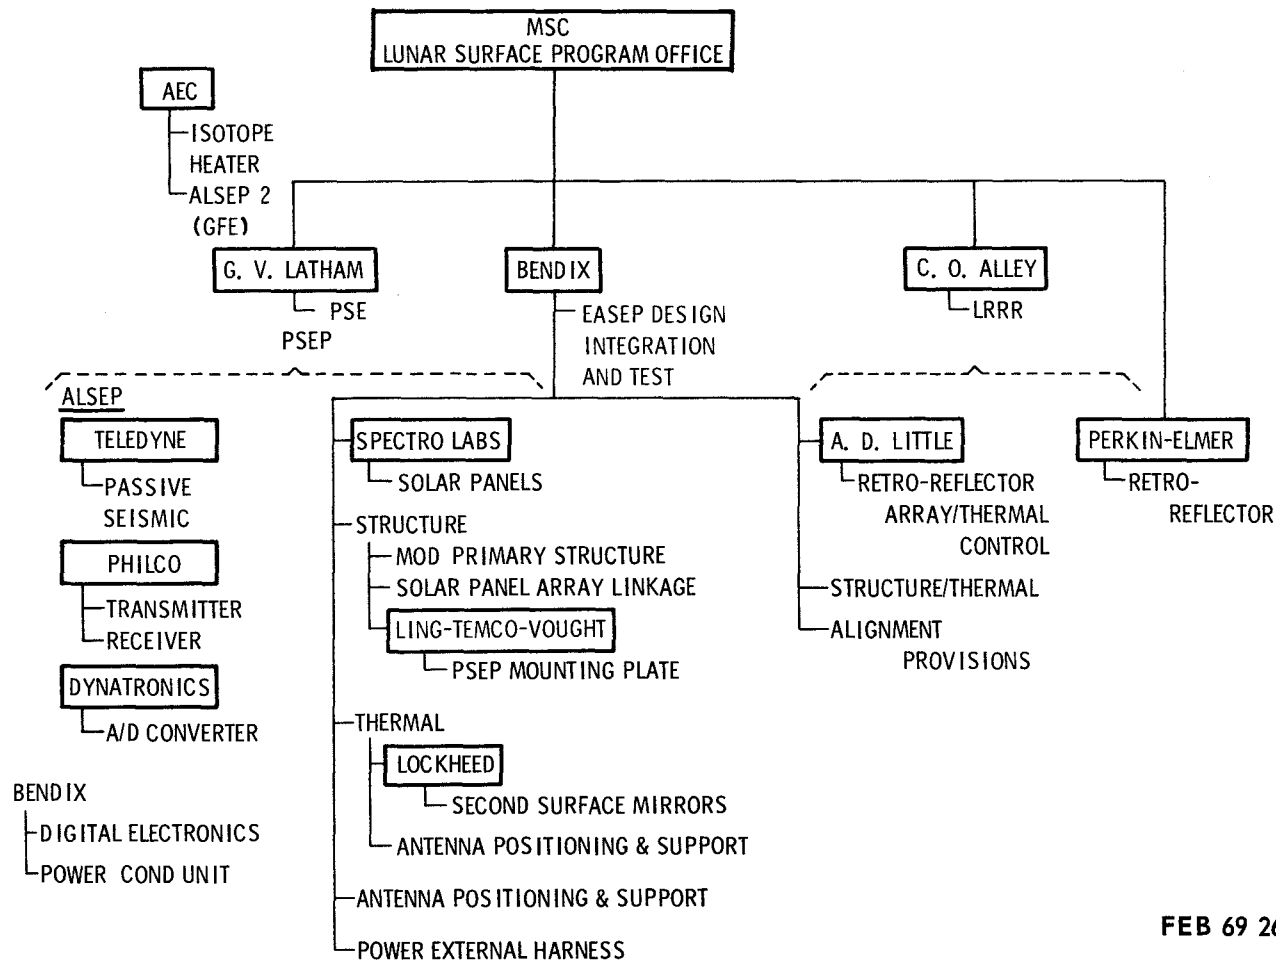 MSC
LUNAR SURFACE PROGRAM OFFICE
AEC
ISOTOPE
HEATER
ALSEP 2
(GFE)
G. V. LATHAM
PSE
PSEP
BENDIX
EASEP DESIGN
INTEGRATION
AND TEST
C. O. ALLEY
LRRR
ALSEP
TELEDYNE
PASSIVE
SEISMIC
PHILCO
TRANSMITTER
RECEIVER
DYNATRONICS
A/D CONVERTER
BENDIX
DIGITAL ELECTRONICS
POWER COND UNIT
SPECTRO LABS
SOLAR PANELS
STRUCTURE
MOD PRIMARY STRUCTURE
SOLAR PANEL ARRAY LINKAGE
LING-TEMCO-VOUGHT
PSEP MOUNTING PLATE
THERMAL
LOCKHEED
SECOND SURFACE MIRRORS
ANTENNA POSITIONING & SUPPORT
ANTENNA POSITIONING & SUPPORT
POWER EXTERNAL HARNESS
A. D. LITTLE
RETRO-REFLECTOR
ARRAY/THERMAL
CONTROL
STRUCTURE/THERMAL
ALIGNMENT
PROVISIONS
PERKIN-ELMER
RETRO-
REFLECTOR
FEB 69 26